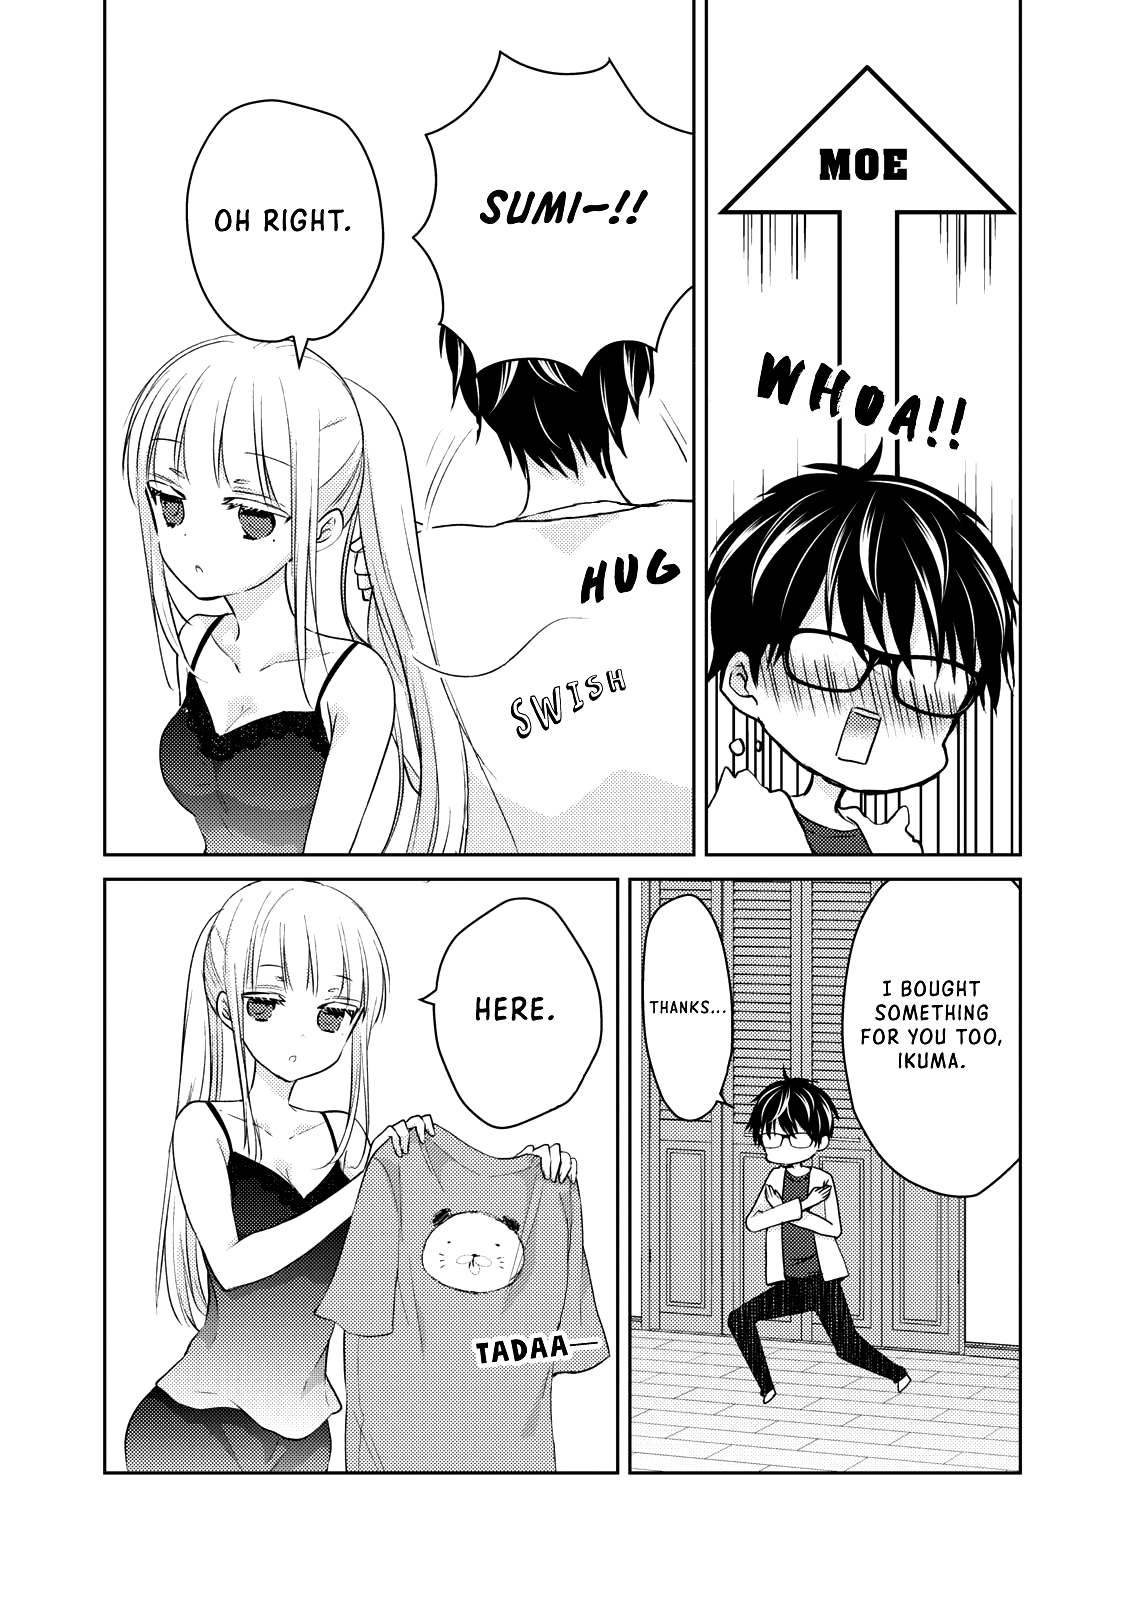 MOE
WHOA!!
SUMI~!!
OH RIGHT.
HUG
SWISH
I BOUGHT
SOMETHING
FOR YOU TOO,
IKUMA.
THANKS...
HERE.
TADAA—